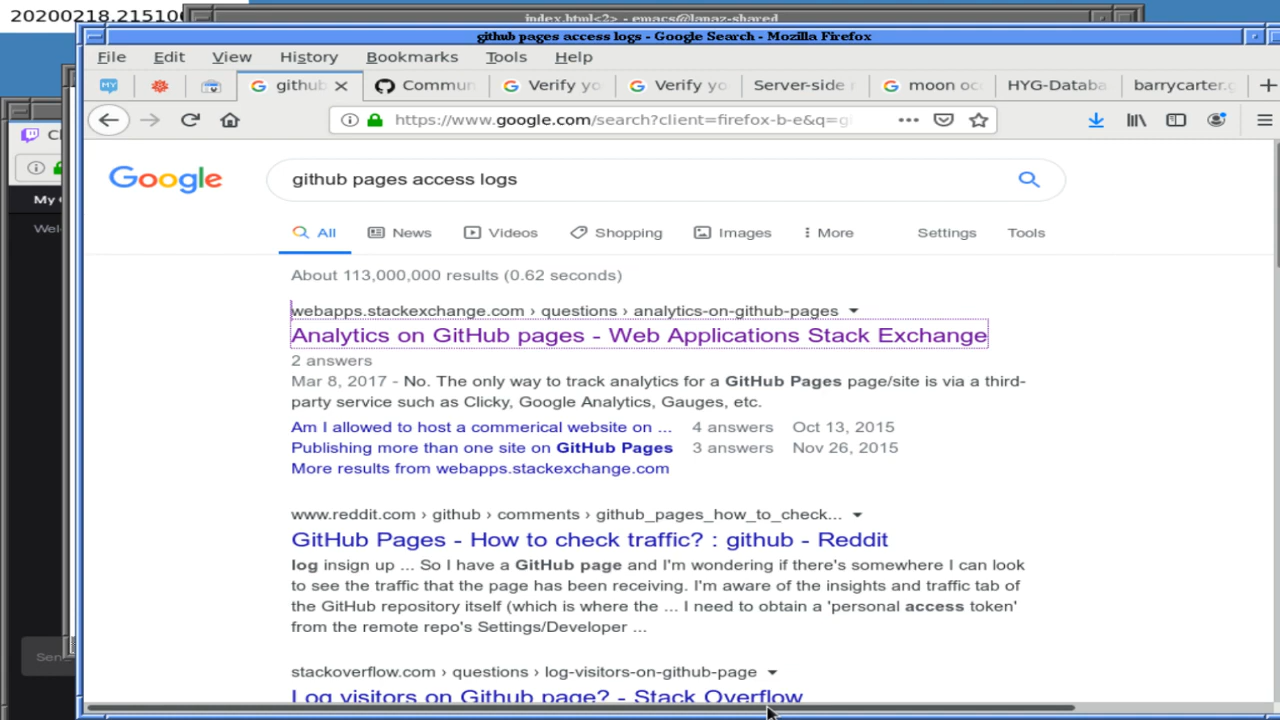 20200218.21510
index.html<2> - emacs@lanaz-shared
github pages access logs - Google Search - Mozilla Firefox
File Edit View History Bookmarks Tools Help
github Commun Verify yo Verify yo Server-side moon oc HYG-Databa barrycarter.g
https://www.google.com/search?client=firefox-b-e&q=g
Google github pages access logs
All News Videos Shopping Images More Settings Tools
About 113,000,000 results (0.62 seconds)
webapps.stackexchange.com › questions › analytics-on-github-pages
Analytics on GitHub pages - Web Applications Stack Exchange
2 answers
Mar 8, 2017 - No. The only way to track analytics for a GitHub Pages page/site is via a third-
party service such as Clicky, Google Analytics, Gauges, etc.
Am I allowed to host a commerical website on ... 4 answers Oct 13, 2015
Publishing more than one site on GitHub Pages 3 answers Nov 26, 2015
More results from webapps.stackexchange.com
www.reddit.com › github › comments › github_pages_how_to_check...
GitHub Pages - How to check traffic? : github - Reddit
log insign up ... So I have a GitHub page and I'm wondering if there's somewhere I can look
to see the traffic that the page has been receiving. I'm aware of the insights and traffic tab of
the GitHub repository itself (which is where the ... I need to obtain a 'personal access token'
from the remote repo's Settings/Developer ...
stackoverflow.com › questions › log-visitors-on-github-page
Log visitors on Github page? - Stack Overflow
My
Wel
Sen